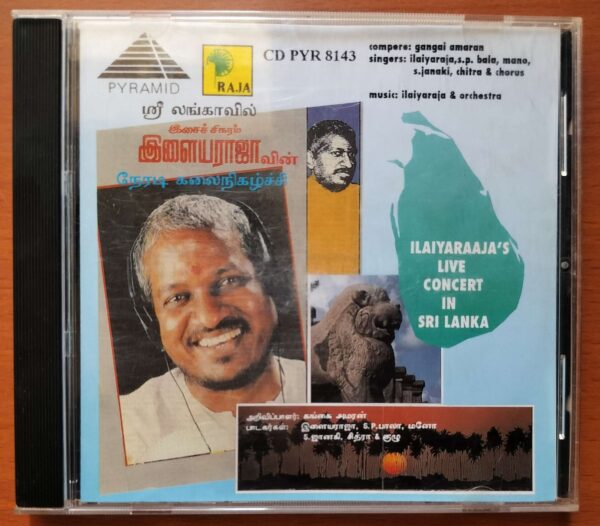 PYRAMID
RAJA
CD PYR 8143
compere: gangai amaran
singers: ilaiyaraja,s.p. bala, mano,
s.janaki, chitra & chorus
music: ilaiyaraja & orchestra
ஸ்ரீ லங்காவில்
இசைச் சிகரம்
இளையராஜாவின்
நேரடி கலைநிகழ்ச்சி
ILAIYARAAJA'S
LIVE
CONCERT
IN
SRI LANKA
அறிவிப்பாளர்: கங்கை அமரன்
பாடகர்கள்: இளையராஜா, S.P.பாலா, மனோ
S.ஜானகி, சித்ரா & குழு